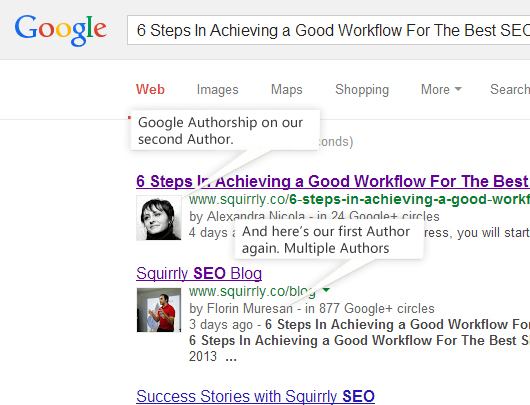 Google
6 Steps In Achieving a Good Workflow For The Best SEO
Web Images Maps Shopping More Search
Google Authorship on our
second Author.
conds)
6 Steps In Achieving a Good Workflow For The Best
www.squirrly.co/6-steps-in-achieving-a-good-workf
by Alexandra Nicola - in 24 Google+ circles
4 days a
ress, you will start
And here's our first Author
again. Multiple Authors
Squirrly SEO Blog
www.squirrly.co/blog
by Florin Muresan - in 877 Google+ circles
3 days ago - 6 Steps In Achieving a Good Workflow Fo
6 Steps In Achieving a Good Workflow For The Best S
2013 ...
Success Stories with Squirrly SEO